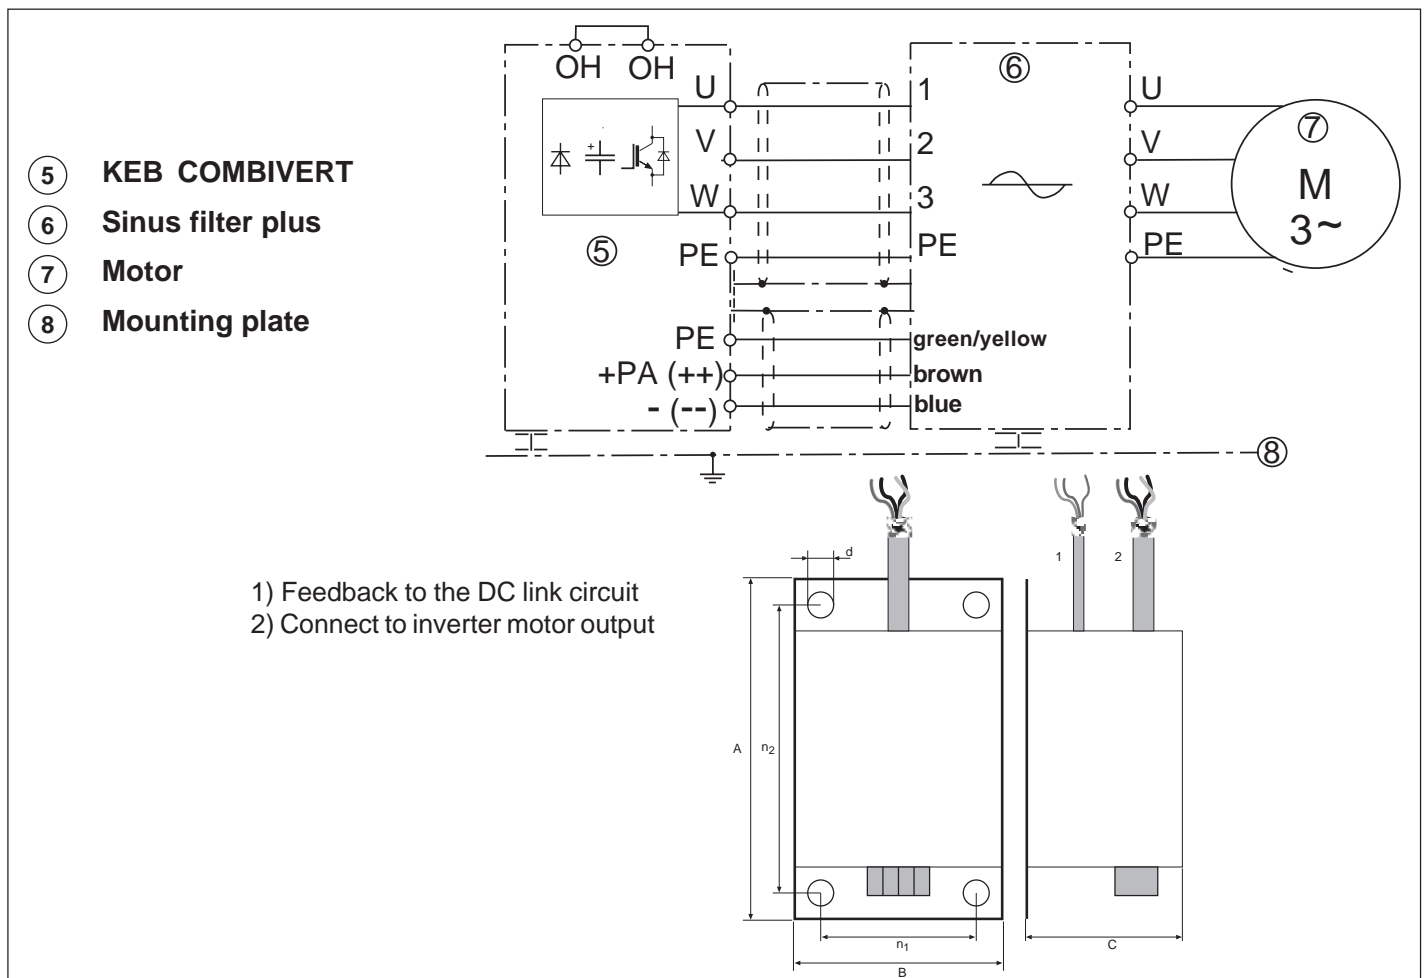 OH OH
U 1 ⑥ U
V 2 V ⑦
⑤ KEB COMBIVERT
+
M
W 3 W
3~
⑥ Sinus filter plus
⑤ PE PE PE
⑦ Motor
⑧ Mounting plate
PE green/yellow
+PA (++) brown
- (--) blue
⑧
d 1 2
1) Feedback to the DC link circuit
2) Connect to inverter motor output
A n2
n1 C
B